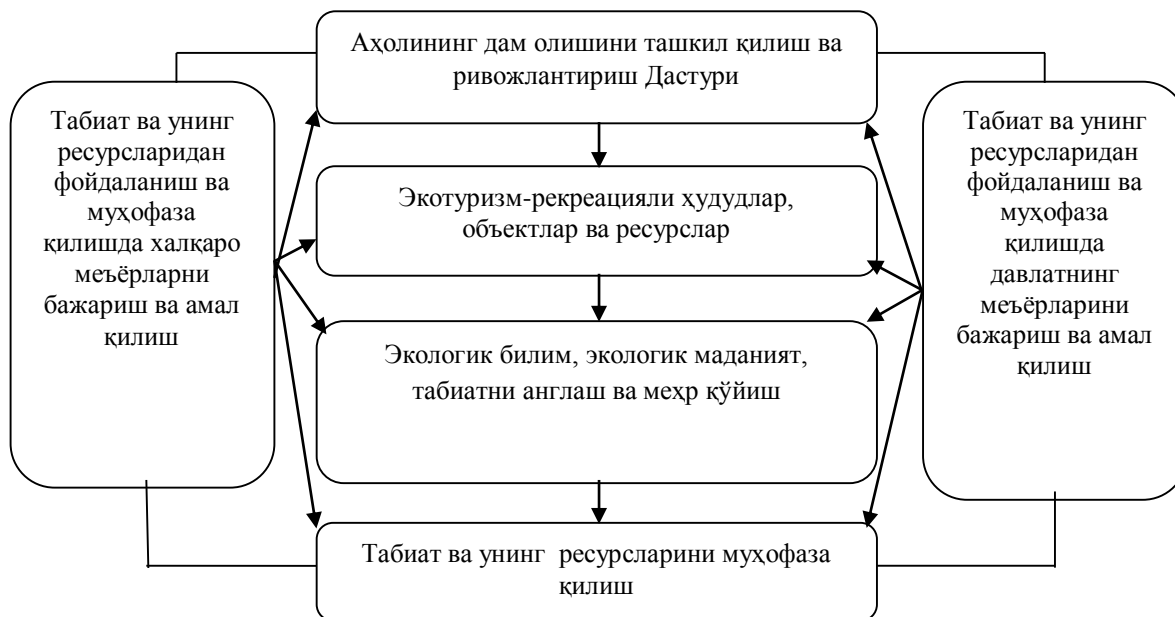 Аҳолининг дам олишини ташкил қилиш ва
ривожлантириш Дастури
Табиат ва унинг
ресурсларидан
фойдаланиш ва
муҳофаза
қилишда халқаро
меъёрларни
бажариш ва амал
қилиш
Экотуризм-рекреацияли ҳудудлар,
объектлар ва ресурслар
Экологик билим, экологик маданият,
табиатни англаш ва меҳр қўйиш
Табиат ва унинг ресурсларини муҳофаза
қилиш
Табиат ва унинг
ресурсларидан
фойдаланиш ва
муҳофаза
қилишда
давлатнинг
меъёрларини
бажариш ва амал
қилиш